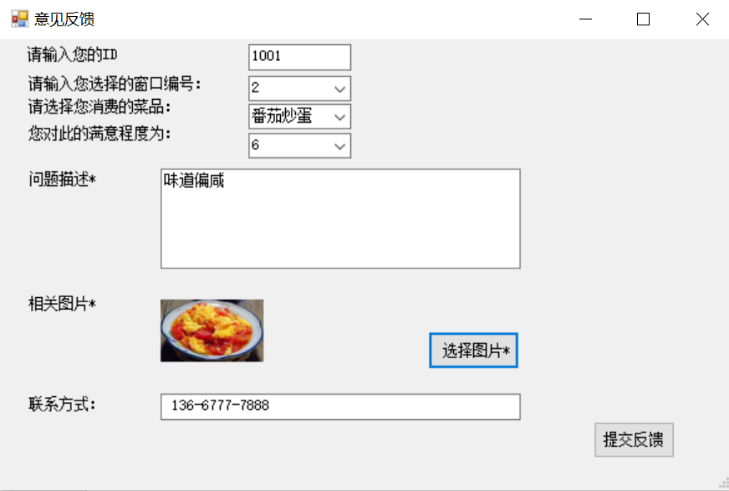 意见反馈
请输入您的ID
1001
请输入您选择的窗口编号：
2
请选择您消费的菜品：
番茄炒蛋
您对此的满意程度为：
6
问题描述*
味道偏咸
相关图片*
选择图片*
联系方式：
136-6777-7888
提交反馈